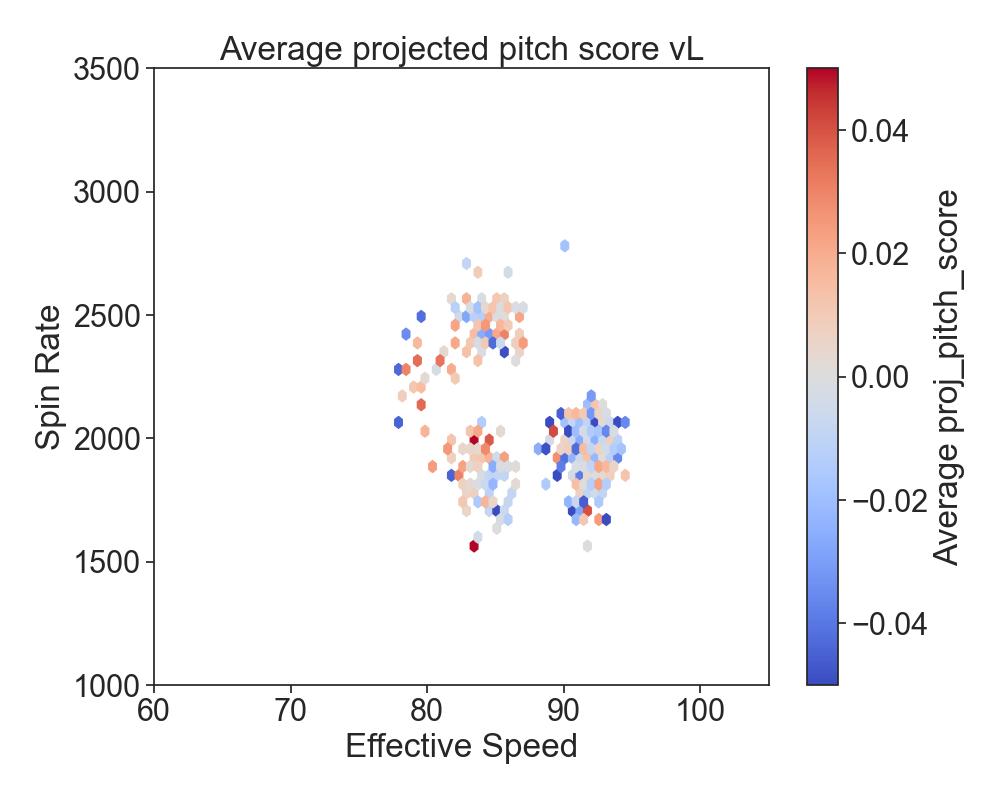 Average projected pitch score vL
3500
3000
2500
2000
1500
1000
Spin Rate
60 70 80 90 100
Effective Speed
0.04
0.02
0.00
−0.02
−0.04
Average proj_pitch_score